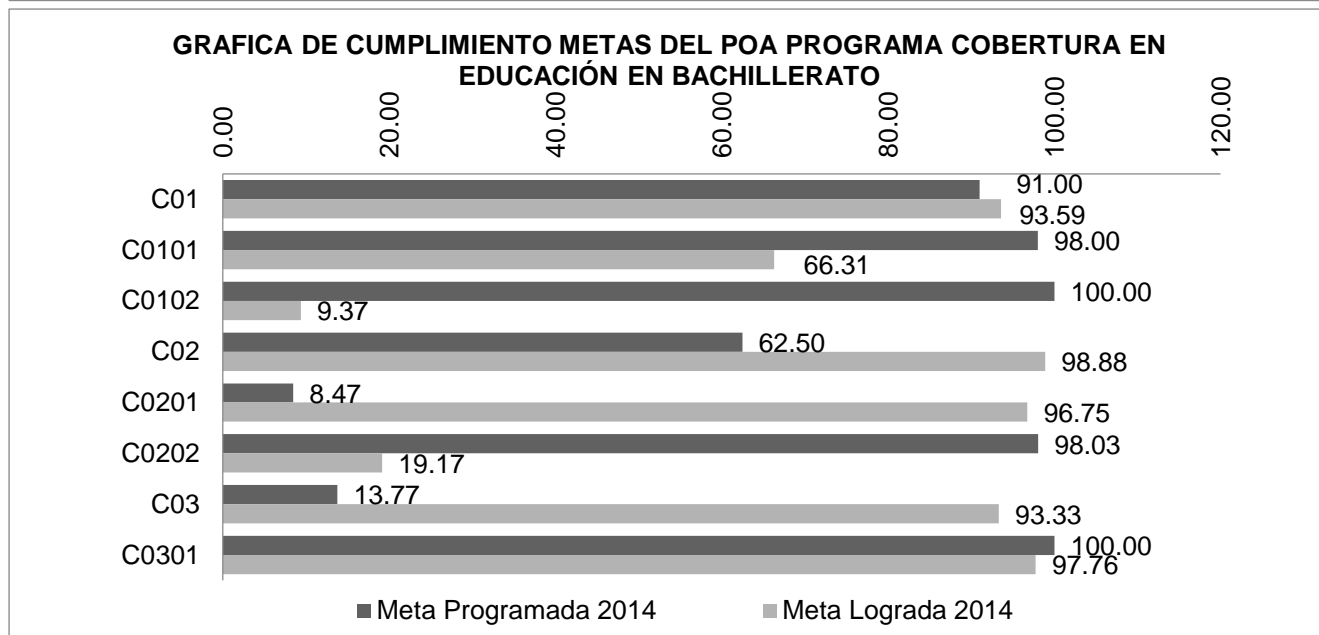 GRAFICA DE CUMPLIMIENTO METAS DEL POA PROGRAMA COBERTURA EN
EDUCACIÓN EN BACHILLERATO
0.00 20.00 40.00 60.00 80.00 100.00 120.00
C01 91.00
93.59
C0101 98.00
66.31
C0102 100.00
9.37
C02 62.50
98.88
C0201 8.47
96.75
C0202 98.03
19.17
C03 13.77
93.33
C0301 100.00
97.76
Meta Programada 2014 Meta Lograda 2014